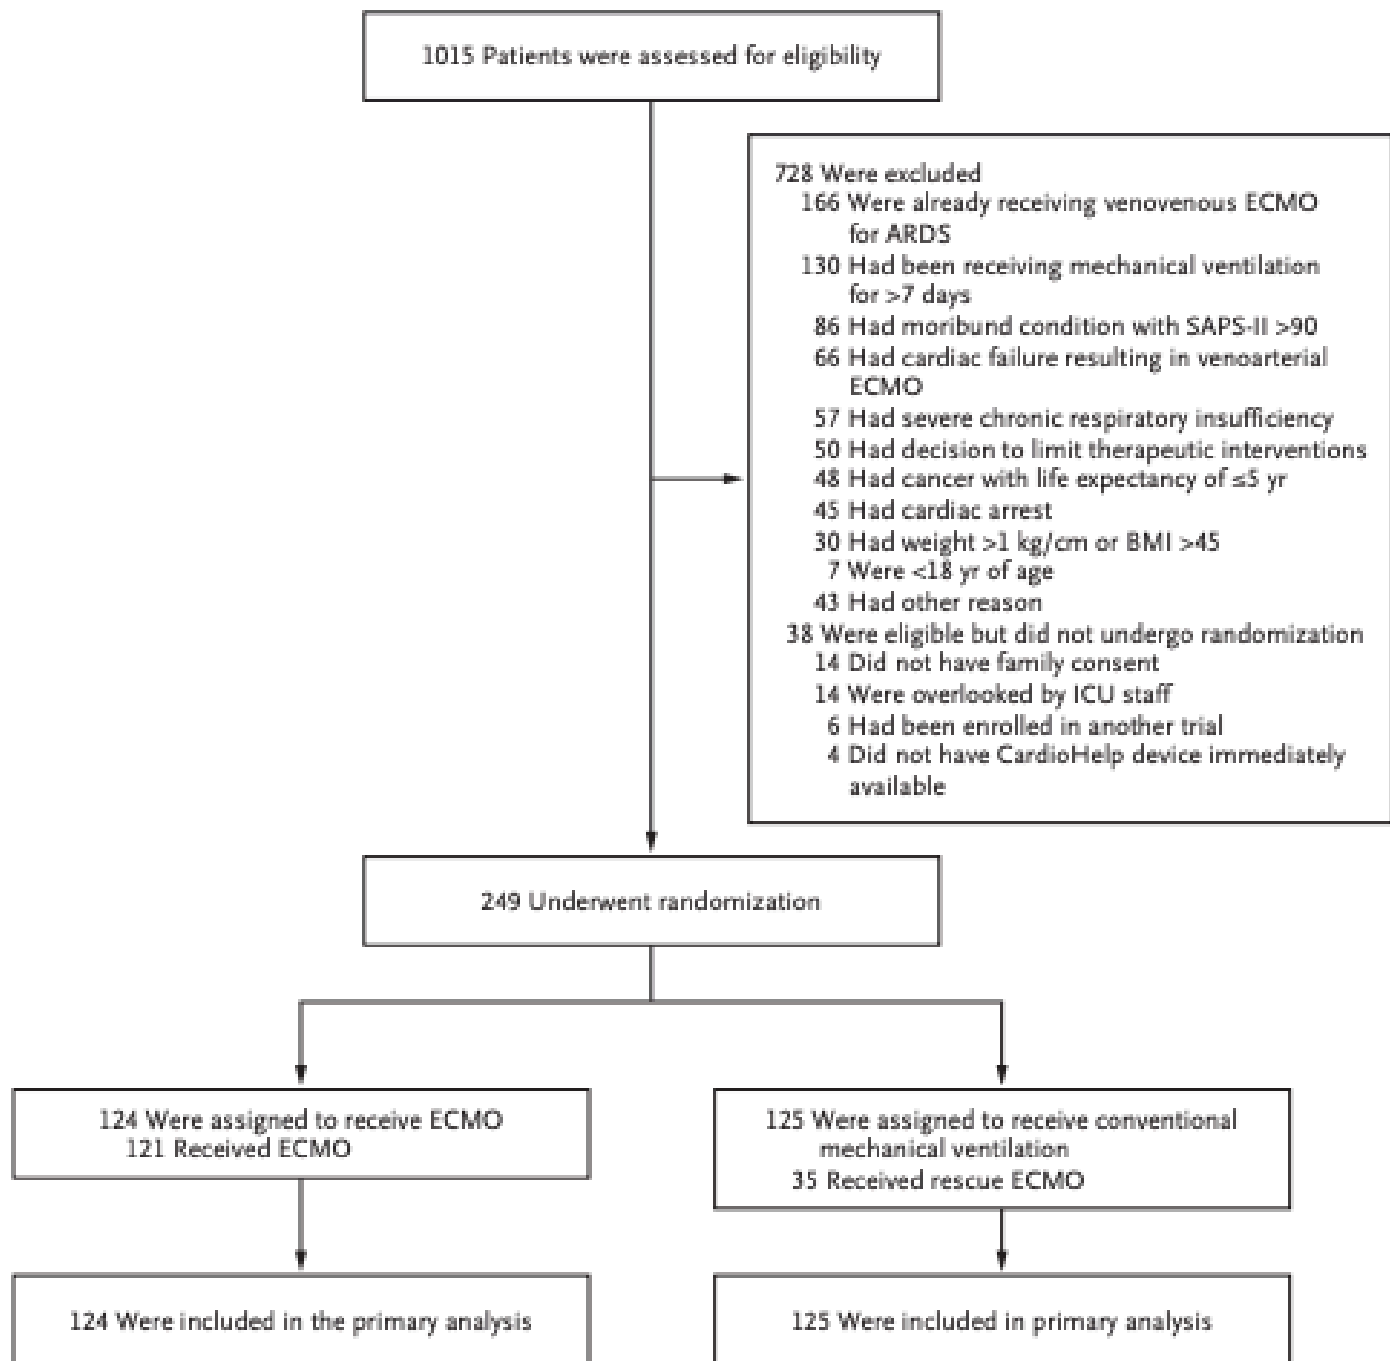 1015 Patients were assessed for eligibility
728 Were excluded
166 Were already receiving venovenous ECMO
for ARDS
130 Had been receiving mechanical ventilation
for >7 days
86 Had moribund condition with SAPS-II >90
66 Had cardiac failure resulting in venoarterial
ECMO
57 Had severe chronic respiratory insufficiency
50 Had decision to limit therapeutic interventions
48 Had cancer with life expectancy of ≤5 yr
45 Had cardiac arrest
30 Had weight >1 kg/cm or BMI >45
7 Were <18 yr of age
43 Had other reason
38 Were eligible but did not undergo randomization
14 Did not have family consent
14 Were overlooked by ICU staff
6 Had been enrolled in another trial
4 Did not have CardioHelp device immediately
available
249 Underwent randomization
124 Were assigned to receive ECMO
121 Received ECMO
125 Were assigned to receive conventional
mechanical ventilation
35 Received rescue ECMO
124 Were included in the primary analysis
125 Were included in primary analysis